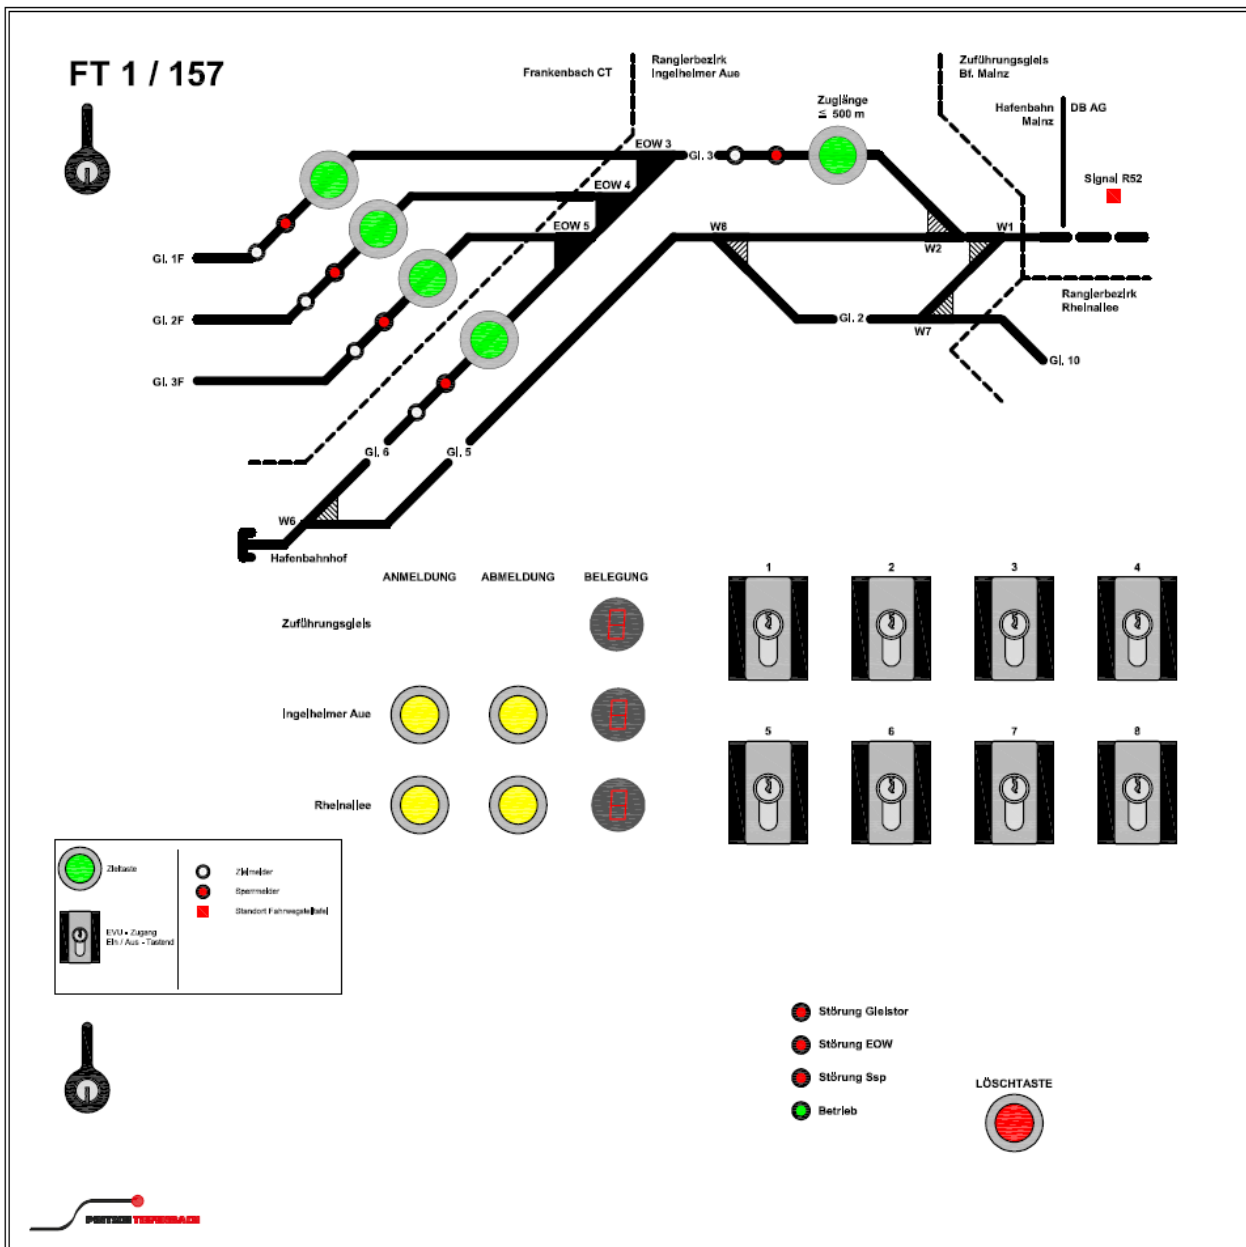 FT 1 / 157
Frankenbach CT
Rangierbezirk
Ingelheimer Aue
Zuführungsgleis
Bf. Mainz
Zuglänge
≤ 500 m
Hafenbahn
Mainz
DB AG
Signal R52
EOW 3
Gl. 3
EOW 4
EOW 5
W8
W2
W1
Gl. 1F
Rangierbezirk
Rheinallee
Gl. 2F
Gl. 2
W7
Gl. 10
Gl. 3F
Gl. 6
Gl. 5
W6
Hafenbahnhof
ANMELDUNG
ABMELDUNG
BELEGUNG
Zuführungsgleis
Ingelheimer Aue
Rheinallee
1
2
3
4
5
6
7
8
Zieltaste
EVU - Zugang
Ein / Aus - Tastend
Zielmelder
Sperrmelder
Standort Fahrwegstelltafel
Störung Gleistor
Störung EOW
Störung Ssp
Betrieb
LÖSCHTASTE
PINTSCH TIEFENBACH